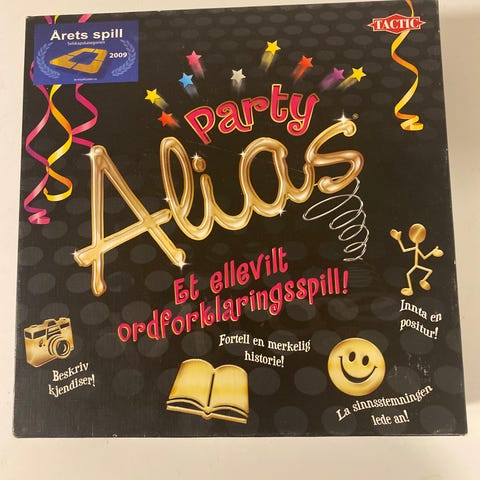 Årets spill
Selskapskategorien
2009
TACTIC
Party
Alias
Et ellevilt
ordforklaringsspill!
Innta en
positur!
Fortell en merkelig
historie!
Beskriv
kjendiser!
La sinnsstemningen
lede an!